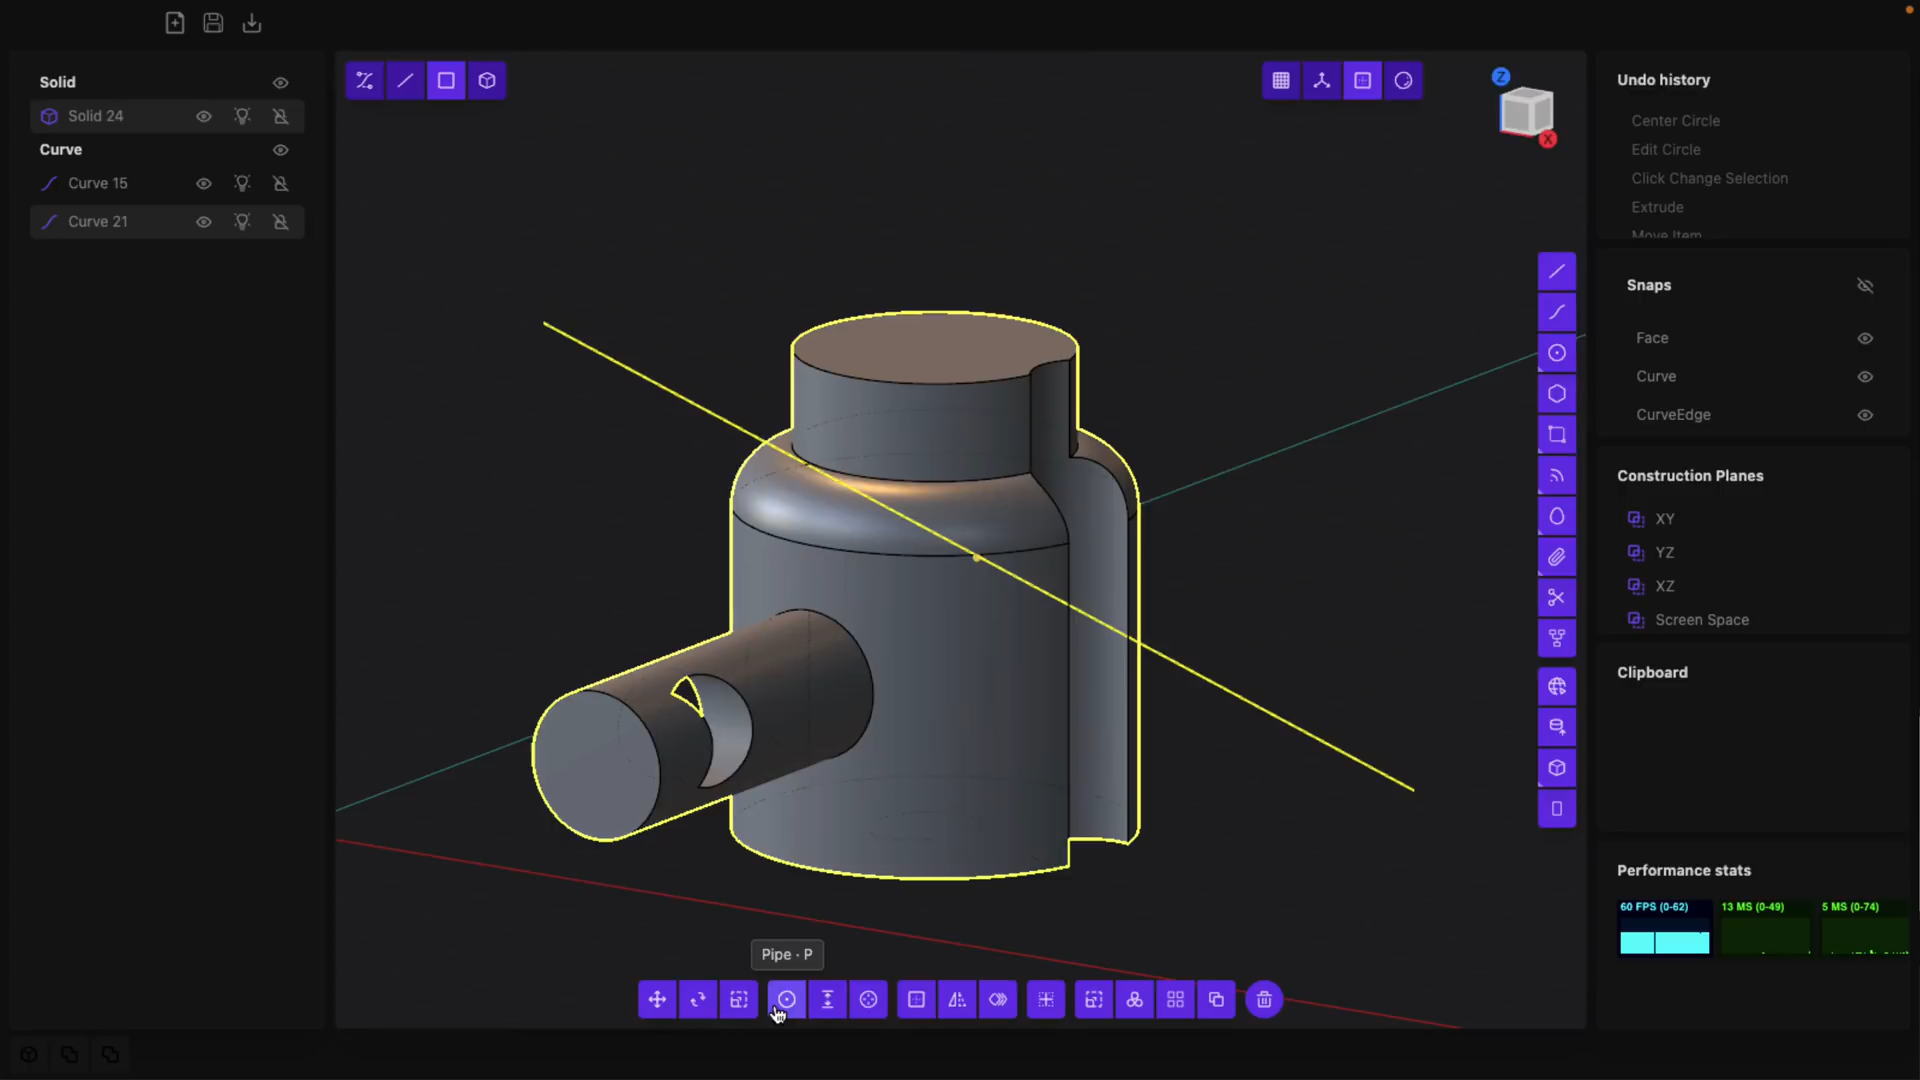 Solid
Solid 24
Curve
Curve 15
Curve 21
Z
X
Undo history
Center Circle
Edit Circle
Click Change Selection
Extrude
Move Item
Snaps
Face
Curve
CurveEdge
Construction Planes
XY
YZ
XZ
Screen Space
Clipboard
Performance stats
60 FPS (0-62) 13 MS (0-49) 5 MS (0-74)
Pipe · P